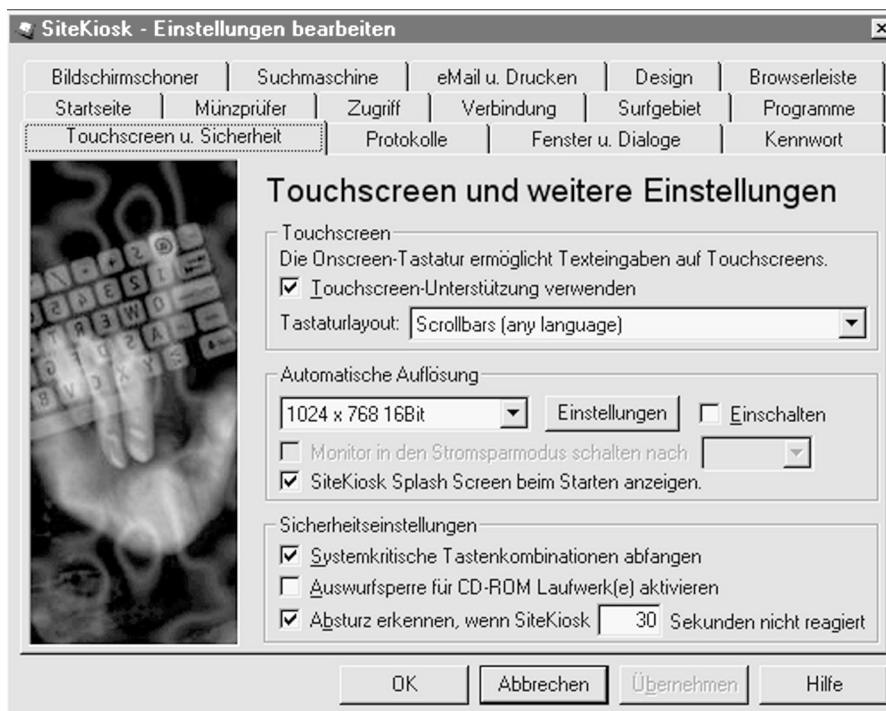 SiteKiosk - Einstellungen bearbeiten
Bildschirmschoner Suchmaschine eMail u. Drucken Design Browserleiste
Startseite Münzprüfer Zugriff Verbindung Surfgebiet Programme
Touchscreen u. Sicherheit Protokolle Fenster u. Dialoge Kennwort
Touchscreen und weitere Einstellungen
Touchscreen
Die Onscreen-Tastatur ermöglicht Texteingaben auf Touchscreens.
Touchscreen-Unterstützung verwenden
Tastaturlayout: Scrollbars (any language)
Automatische Auflösung
1024 x 768 16Bit Einstellungen Einschalten
Monitor in den Stromsparmodus schalten nach
SiteKiosk Splash Screen beim Starten anzeigen.
Sicherheitseinstellungen
Systemkritische Tastenkombinationen abfangen
Auswurfsperre für CD-ROM Laufwerk(e) aktivieren
Absturz erkennen, wenn SiteKiosk 30 Sekunden nicht reagiert
OK Abbrechen Übernehmen Hilfe